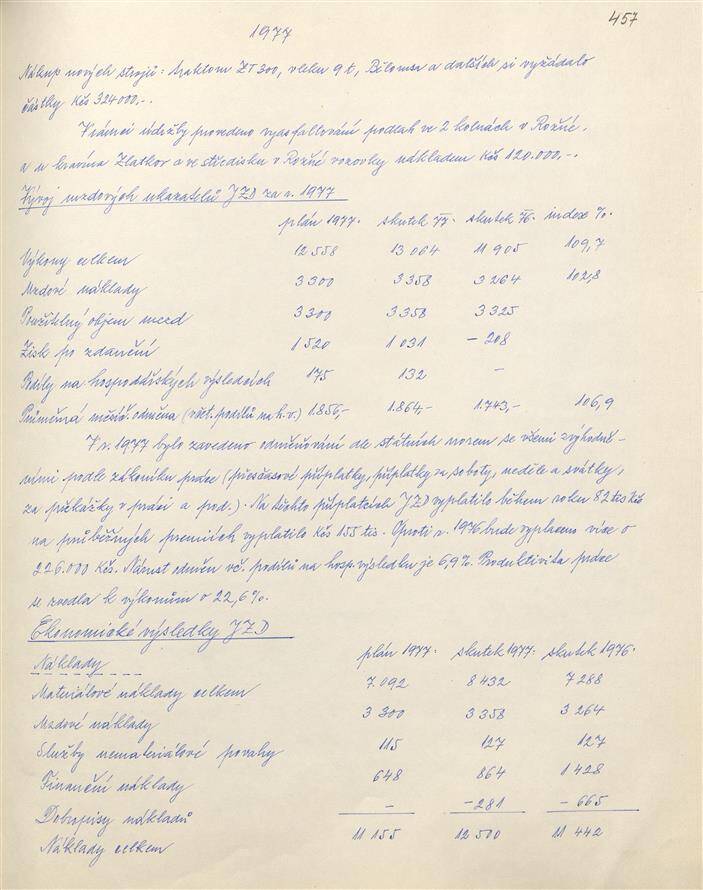 457
1977
Nákup nových strojů: traktoru ZT 300, vleku 9 t, a dalších si vyžádalo
částky Kčs 324 000,-.
V rámci údržby provedeno vyasfaltování podlah ve 2 kolnách v Rožné,
a u kravína Zlatkov a ve středisku v Rožné vozovky nákladem Kčs 120.000,-.
Vývoj mzdových ukazatelů JZD za r. 1977
plán 1977. skutek 77. skutek 76. index %.
Výkony celkem 12 558 13 064 11 905 109,7
Mzdové náklady 3 300 3 358 3 264 102,8
Použitelný objem mezd 3 300 3 358 3 325
Zisk po zdanění 1 520 1 031 - 208
Podíly na hospodářských výsledcích 175 132 -
Průměrná měsíč. odměna (včet. podílů na h.v.) 1.856,- 1.864,- 1.743,- 106,9
V r. 1977 bylo zavedeno odměňování dle státních norem se všemi zvýhodně-
ními podle zákoníku práce (přesčasové příplatky, příplatky za soboty, neděle a svátky,
za překážky v práci a pod.). Na těchto příplatcích JZD vyplatilo během roku 82 tis Kčs
na průběžných premiích vyplatilo Kčs 155 tis. Oproti r. 1976 bude vyplaceno více o
226.000 Kčs. Nárust odměn vč. podílů na hosp. výsledku je 6,9%. Produktivita práce
se zvedla k výkonům o 22,6%.
Ekonomické výsledky JZD
Náklady plán 1977. skutek 1977. skutek 1976.
Materiálové náklady celkem 7.092 8 432 7 288
Mzdové náklady 3 300 3 358 3 264
Služby nemateriálové povahy 115 127 127
Finanční náklady 648 864 1 428
Dobropisy nákladů - - 281 - 665
Náklady celkem 11 155 12 500 11 442